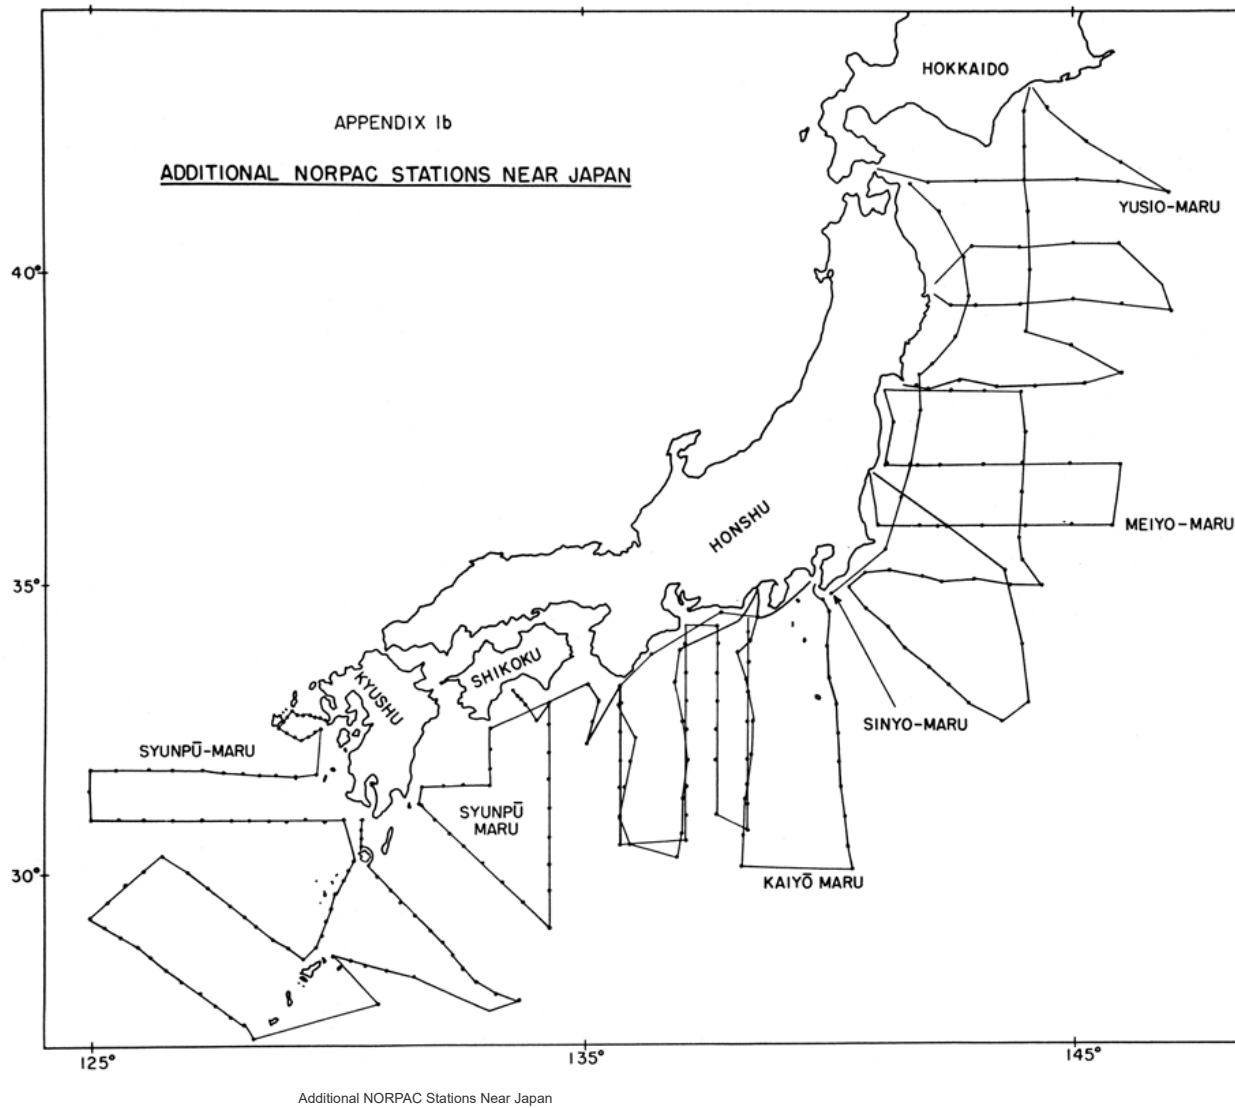 HOKKAIDO
APPENDIX Ib
ADDITIONAL NORPAC STATIONS NEAR JAPAN
YUSIO-MARU
40°
HONSHU
MEIYO-MARU
35°
SHIKOKU
KYUSHU
SINYO-MARU
SYUNPŪ-MARU
SYUNPŪ
MARU
30°
KAIYŌ MARU
125°
135°
145°
Additional NORPAC Stations Near Japan